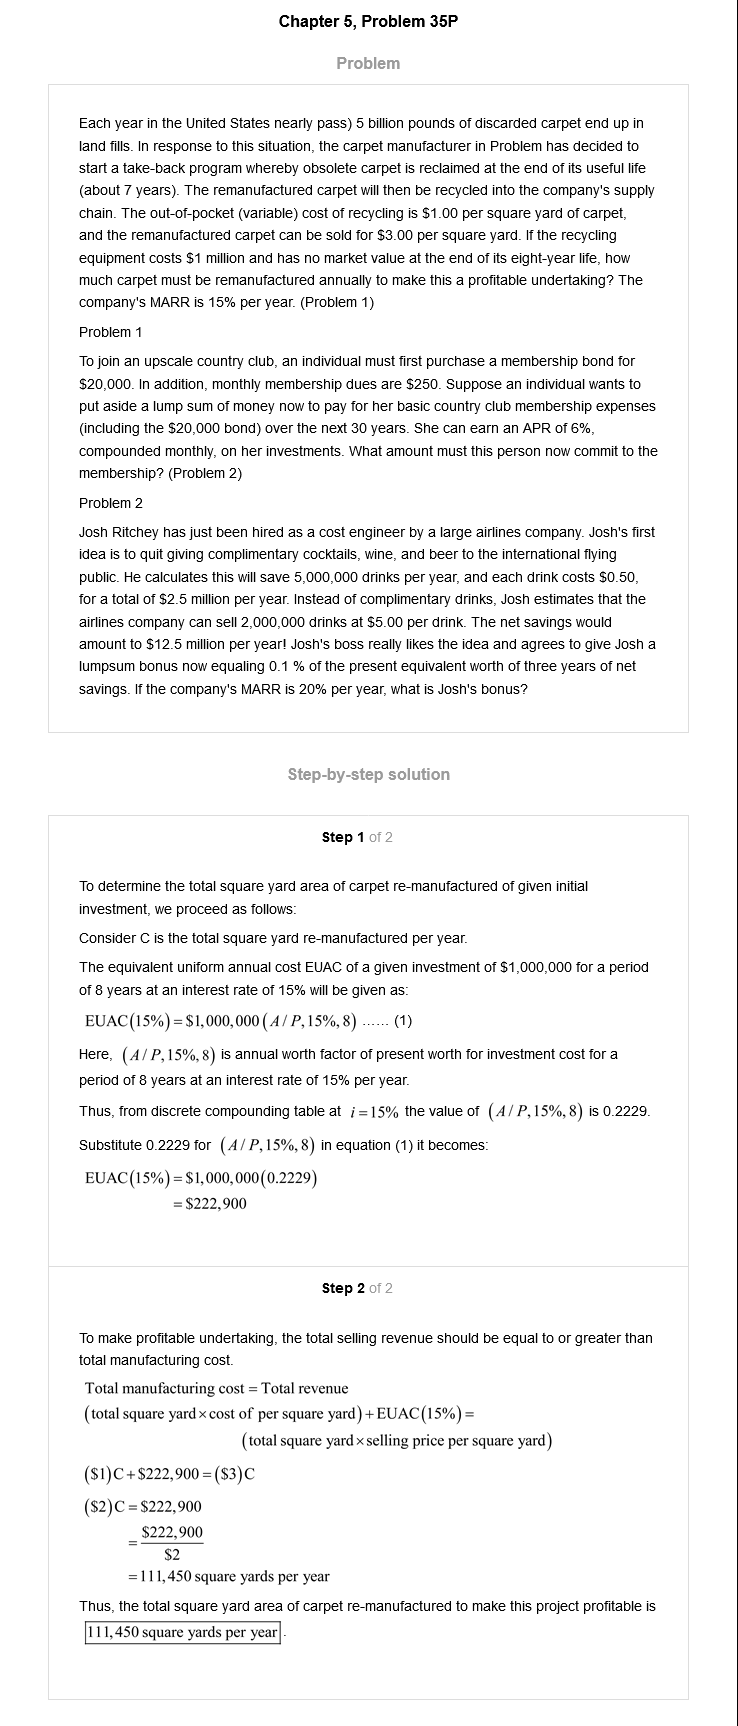 Chapter 5, Problem 35P
Problem
Each year in the United States nearly pass) 5 billion pounds of discarded carpet end up in
land fills. In response to this situation, the carpet manufacturer in Problem has decided to
start a take-back program whereby obsolete carpet is reclaimed at the end of its useful life
(about 7 years). The remanufactured carpet will then be recycled into the company's supply
chain. The out-of-pocket (variable) cost of recycling is $1.00 per square yard of carpet,
and the remanufactured carpet can be sold for $3.00 per square yard. If the recycling
equipment costs $1 million and has no market value at the end of its eight-year life, how
much carpet must be remanufactured annually to make this a profitable undertaking? The
company's MARR is 15% per year. (Problem 1)
Problem 1
To join an upscale country club, an individual must first purchase a membership bond for
$20,000. In addition, monthly membership dues are $250. Suppose an individual wants to
put aside a lump sum of money now to pay for her basic country club membership expenses
(including the $20,000 bond) over the next 30 years. She can earn an APR of 6%,
compounded monthly, on her investments. What amount must this person now commit to the
membership? (Problem 2)
Problem 2
Josh Ritchey has just been hired as a cost engineer by a large airlines company. Josh's first
idea is to quit giving complimentary cocktails, wine, and beer to the international flying
public. He calculates this will save 5,000,000 drinks per year, and each drink costs $0.50,
for a total of $2.5 million per year. Instead of complimentary drinks, Josh estimates that the
airlines company can sell 2,000,000 drinks at $5.00 per drink. The net savings would
amount to $12.5 million per year! Josh's boss really likes the idea and agrees to give Josh a
lumpsum bonus now equaling 0.1 % of the present equivalent worth of three years of net
savings. If the company's MARR is 20% per year, what is Josh's bonus?
Step-by-step solution
Step 1 of 2
To determine the total square yard area of carpet re-manufactured of given initial
investment, we proceed as follows:
Consider C is the total square yard re-manufactured per year.
The equivalent uniform annual cost EUAC of a given investment of $1,000,000 for a period
of 8 years at an interest rate of 15% will be given as:
EUAC(15%) = $1,000,000(A/P,15%,8) ...... (1)
Here, (A/P,15%,8) is annual worth factor of present worth for investment cost for a
period of 8 years at an interest rate of 15% per year.
Thus, from discrete compounding table at i=15% the value of (A/P,15%,8) is 0.2229.
Substitute 0.2229 for (A/P,15%,8) in equation (1) it becomes:
EUAC(15%) = $1,000,000(0.2229)
= $222,900
Step 2 of 2
To make profitable undertaking, the total selling revenue should be equal to or greater than
total manufacturing cost.
Total manufacturing cost = Total revenue
(total square yard×cost of per square yard)+EUAC(15%) =
(total square yard×selling price per square yard)
($1)C+$222,900=($3)C
($2)C = $222,900
= $222,900
$2
=111,450 square yards per year
Thus, the total square yard area of carpet re-manufactured to make this project profitable is
111,450 square yards per year.